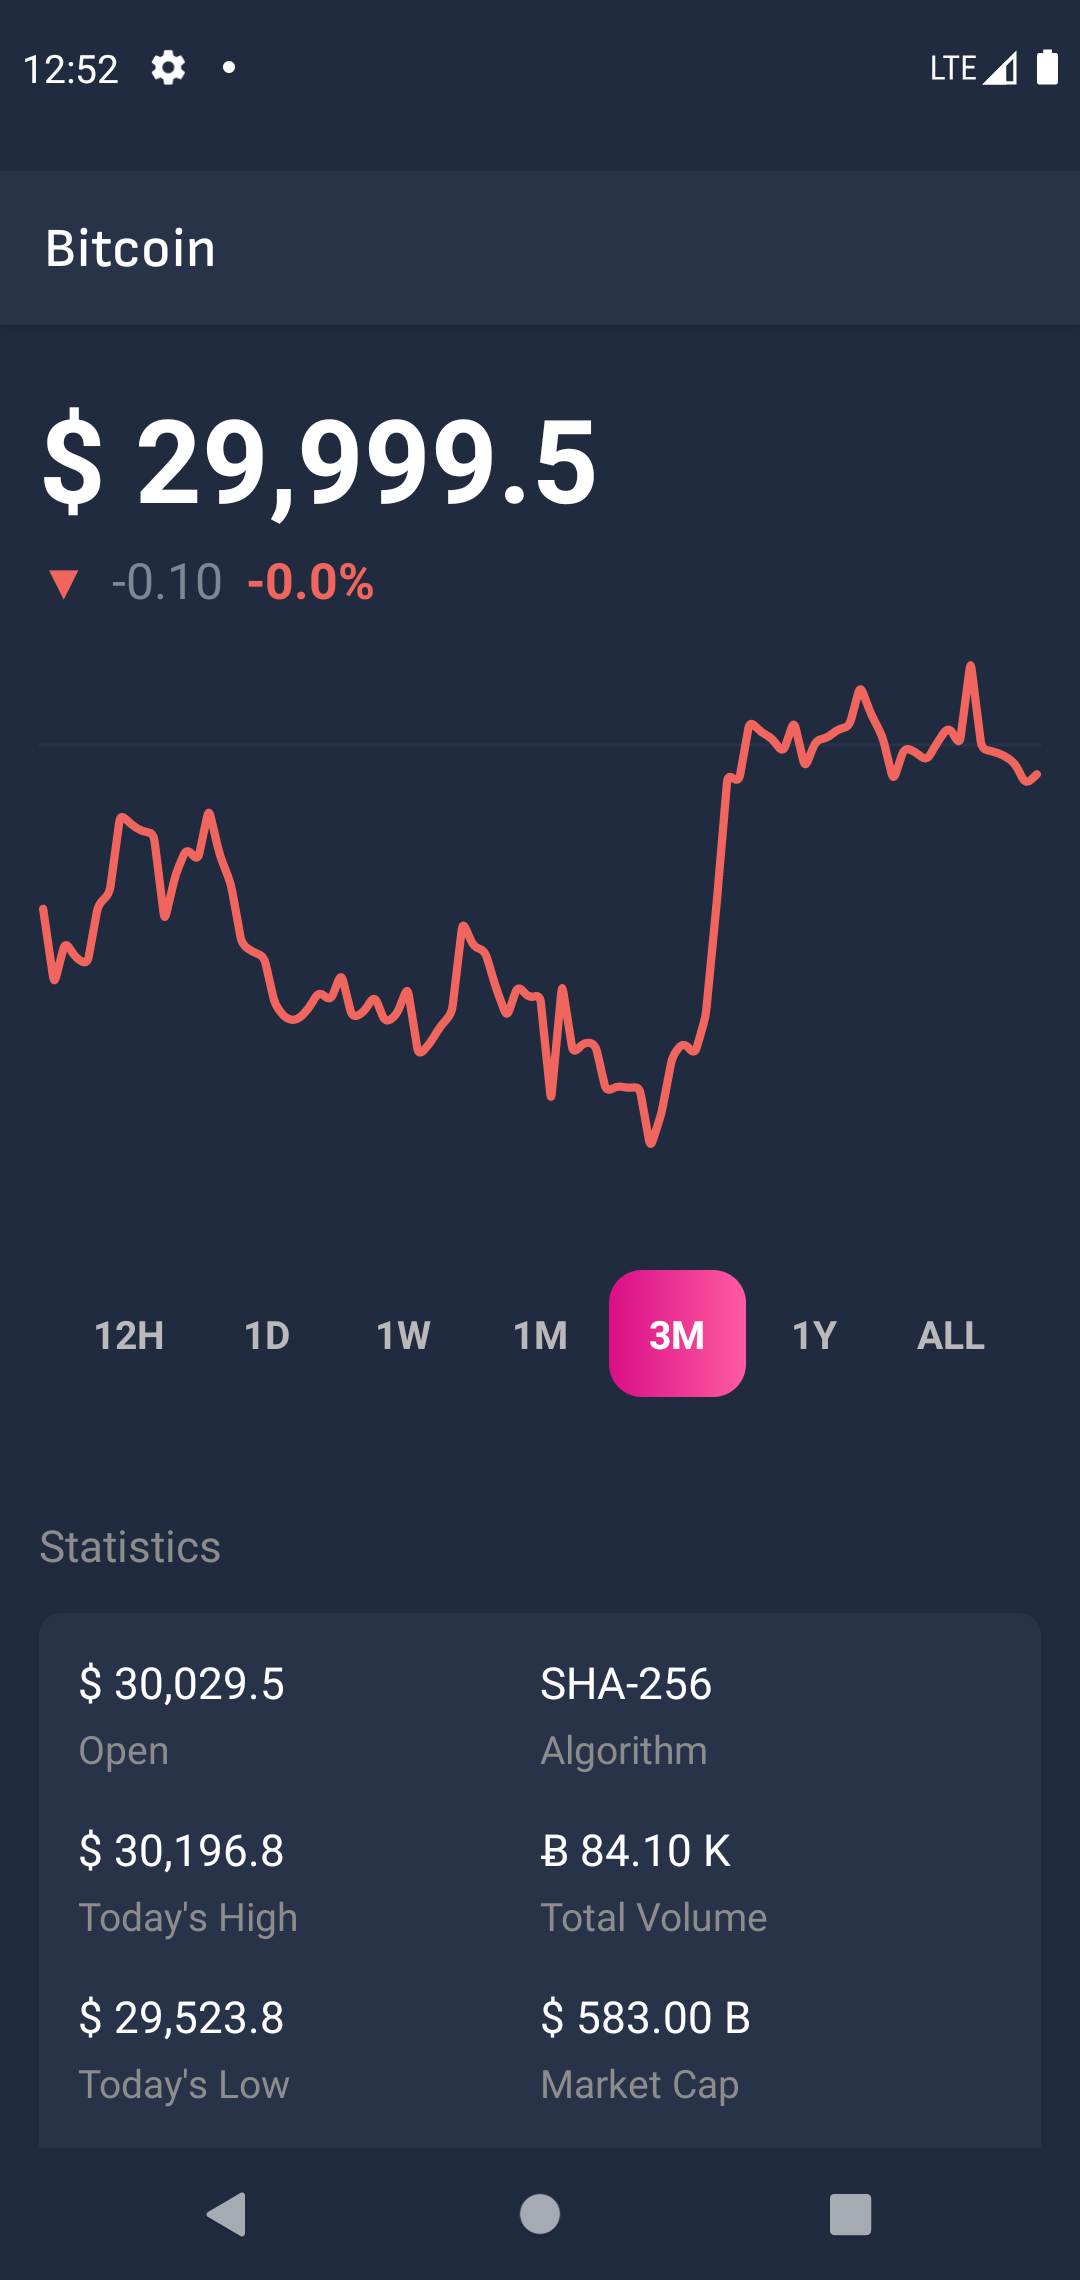 12:52 LTE
Bitcoin
$ 29,999.5
▼ -0.10 -0.0%
12H 1D 1W 1M 3M 1Y ALL
Statistics
$ 30,029.5 SHA-256
Open Algorithm
$ 30,196.8 Ƀ 84.10 K
Today's High Total Volume
$ 29,523.8 $ 583.00 B
Today's Low Market Cap